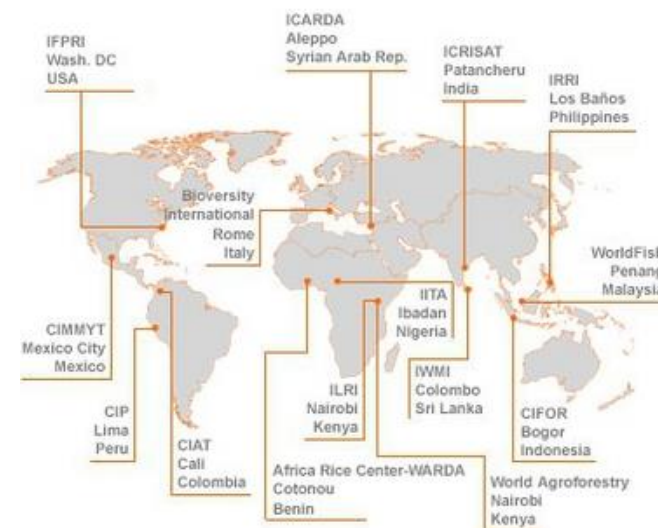 IFPRI
Wash. DC
USA
ICARDA
Aleppo
Syrian Arab Rep.
ICRISAT
Patancheru
India
IRRI
Los Baños
Philippines
Bioversity
International
Rome
Italy
WorldFish
Penang
Malaysia
CIMMYT
Mexico City
Mexico
IITA
Ibadan
Nigeria
CIP
Lima
Peru
ILRI
Nairobi
Kenya
IWMI
Colombo
Sri Lanka
CIFOR
Bogor
Indonesia
CIAT
Cali
Colombia
Africa Rice Center-WARDA
Cotonou
Benin
World Agroforestry
Nairobi
Kenya